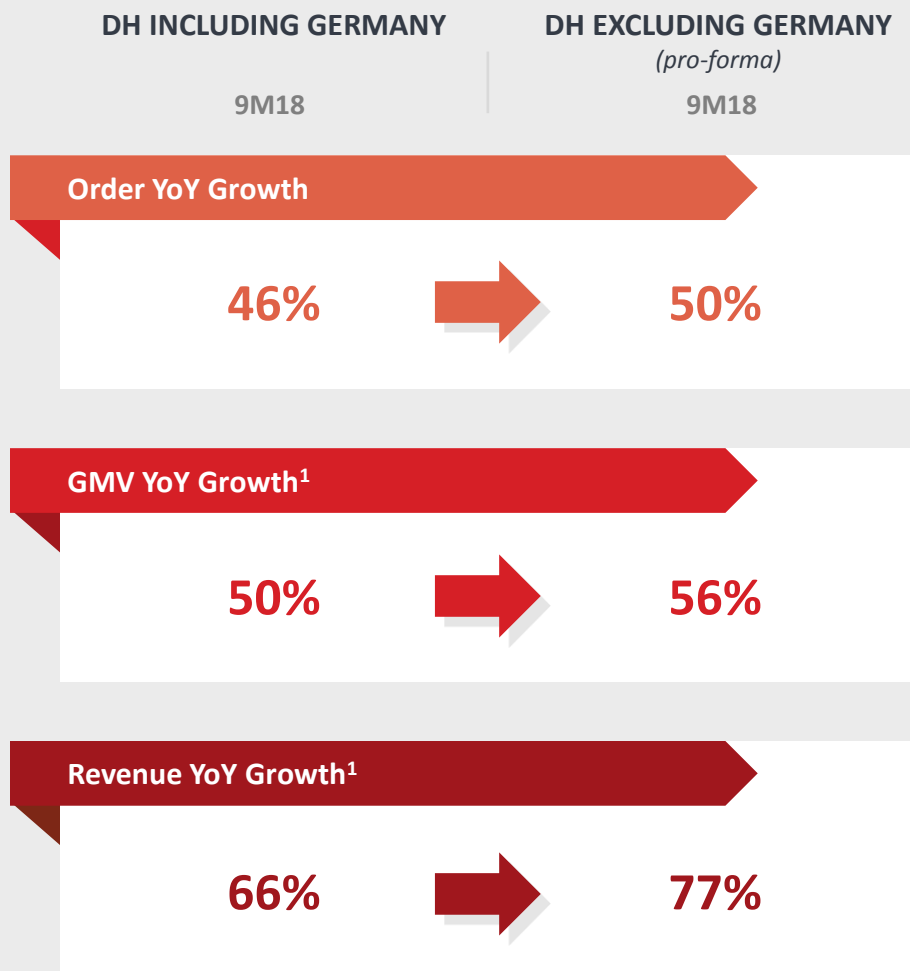 DH INCLUDING GERMANY
DH EXCLUDING GERMANY
(pro-forma)
9M18
9M18
Order YoY Growth
46%
50%
GMV YoY Growth¹
50%
56%
Revenue YoY Growth¹
66%
77%